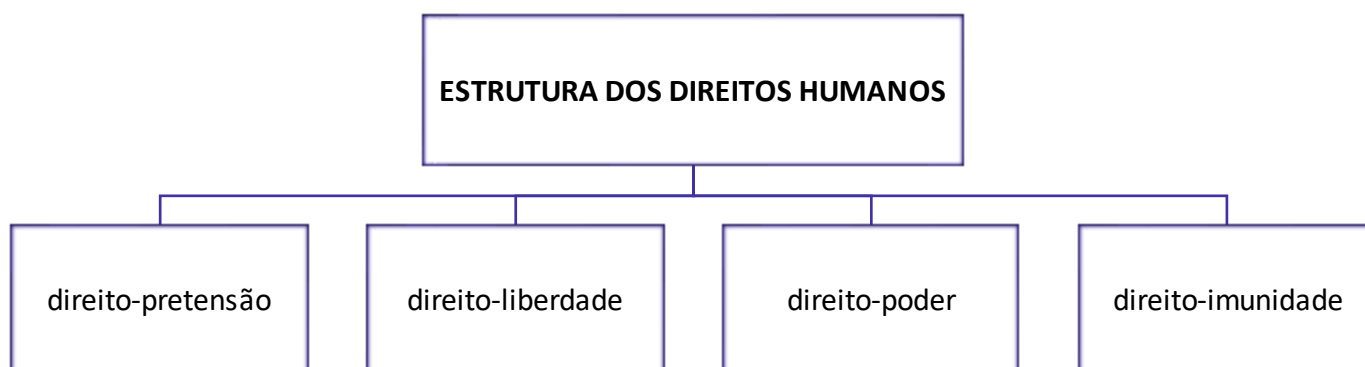 ESTRUTURA DOS DIREITOS HUMANOS
direito-pretensão
direito-liberdade
direito-poder
direito-imunidade